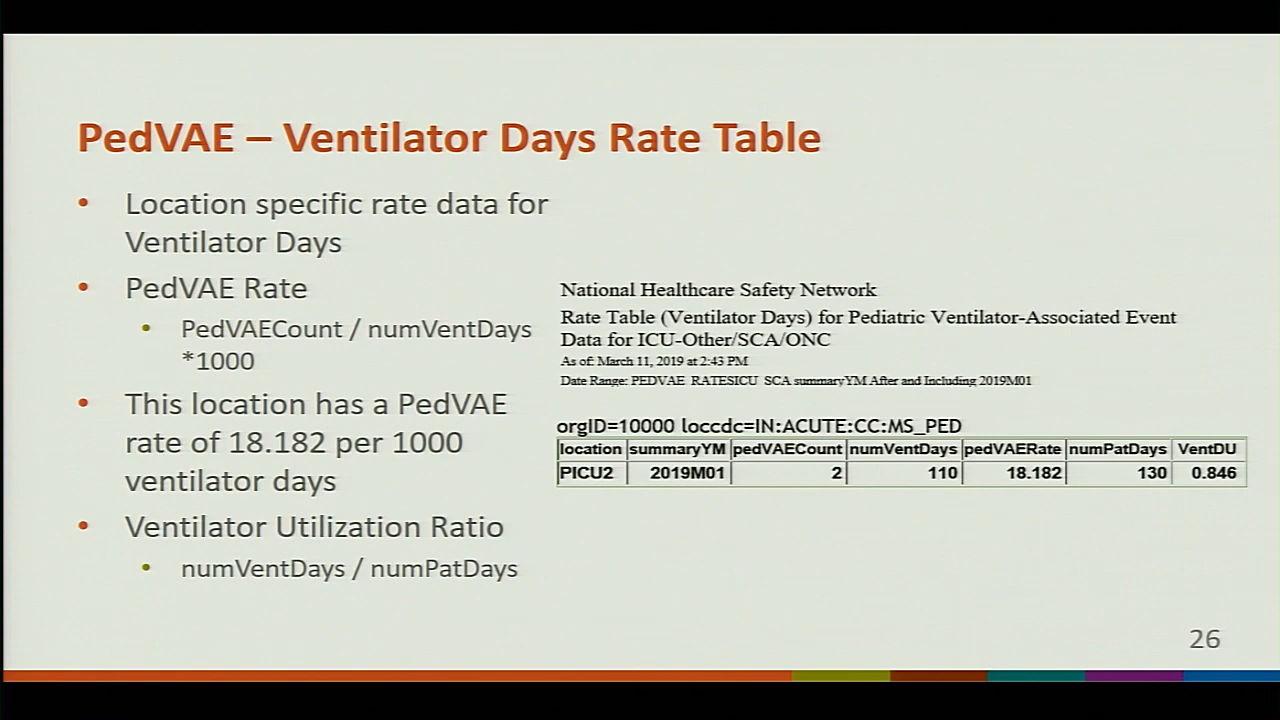 PedVAE – Ventilator Days Rate Table
• Location specific rate data for
Ventilator Days
• PedVAE Rate
• PedVAECount / numVentDays
*1000
• This location has a PedVAE
rate of 18.182 per 1000
ventilator days
• Ventilator Utilization Ratio
• numVentDays / numPatDays
National Healthcare Safety Network
Rate Table (Ventilator Days) for Pediatric Ventilator-Associated Event
Data for ICU-Other/SCA/ONC
As of: March 11, 2019 at 2:43 PM
Date Range: PEDVAE_RATESICU_SCA summaryYM After and Including 2019M01
orgID=10000 loccdc=IN:ACUTE:CC:MS_PED
location summaryYM pedVAECount numVentDays pedVAERate numPatDays VentDU
PICU2 2019M01 2 110 18.182 130 0.846
26